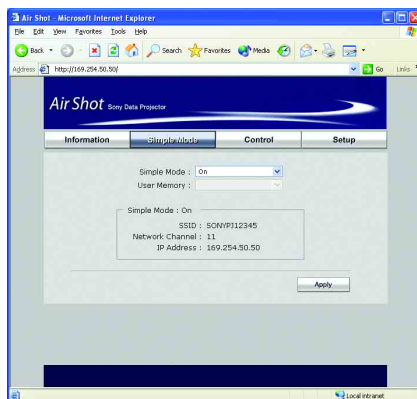 Air Shot - Microsoft Internet Explorer
File Edit View Favorites Tools Help
Back Search Favorites Media
Address http://169.254.50.50/ Go Links
Air Shot Sony Data Projector
Information Simple Mode Control Setup
Simple Mode : On
User Memory :
Simple Mode : On
SSID : SONYPJ12345
Network Channel : 11
IP Address : 169.254.50.50
Apply
Local intranet